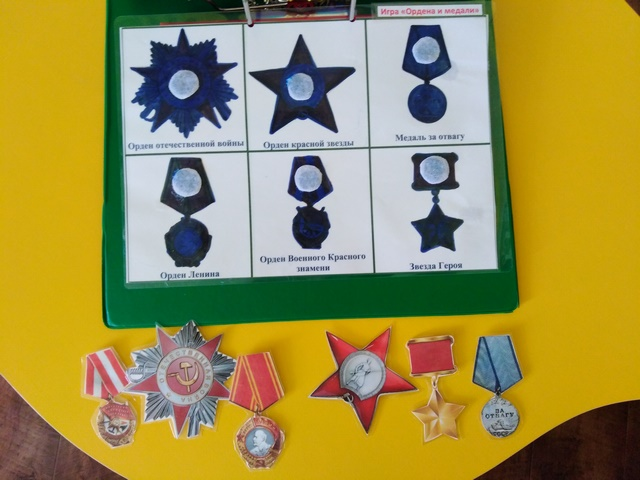 Игра «Ордена и медали»
Орден отечественной войны
Орден красной звезды
Медаль за отвагу
Орден Ленина
Орден Военного Красного
знамени
Звезда Героя
ОТЕЧЕСТВЕННАЯ ВОЙНА
ЗА
ОТВАГУ
СССР